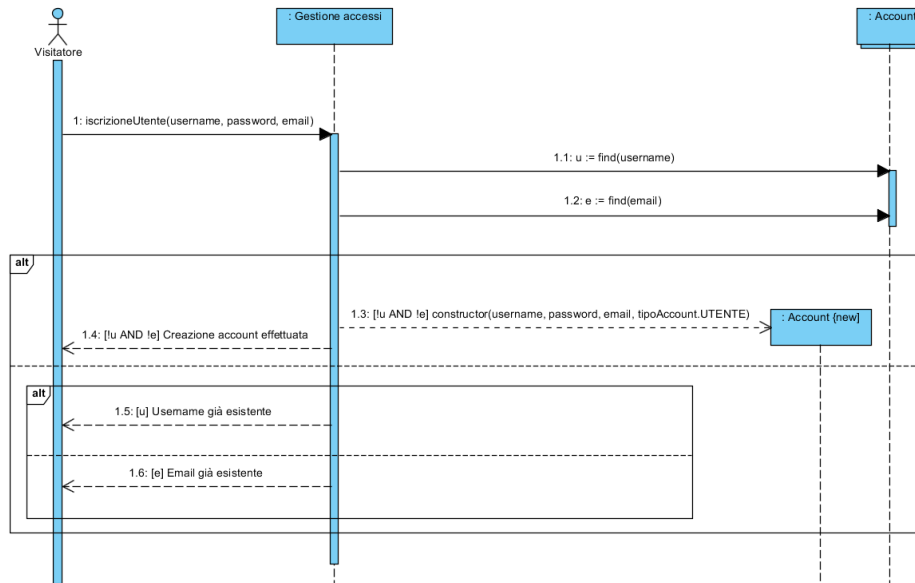 : Gestione accessi
: Account
Visitatore
1: iscrizioneUtente(username, password, email)
1.1: u := find(username)
1.2: e := find(email)
alt
1.3: [!u AND !e] constructor(username, password, email, tipoAccount.UTENTE)
: Account {new]
1.4: [!u AND !e] Creazione account effettuata
alt
1.5: [u] Username già esistente
1.6: [e] Email già esistente